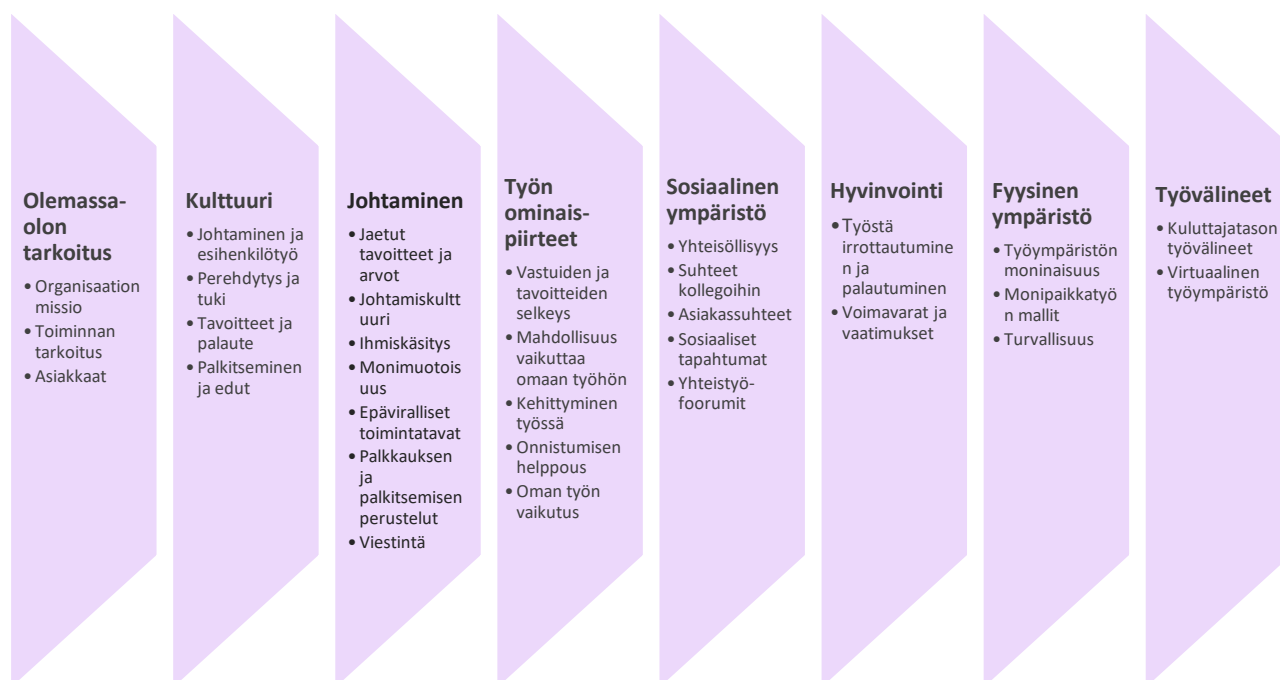 Olemassa-
olon
tarkoitus
• Organisaation
missio
• Toiminnan
tarkoitus
• Asiakkaat
Kulttuuri
• Johtaminen ja
esihenkilötyö
• Perehdytys ja
tuki
• Tavoitteet ja
palaute
• Palkitseminen
ja edut
Johtaminen
• Jaetut
tavoitteet ja
arvot
• Johtamiskultt
uuri
• Ihmiskäsitys
• Monimuotois
uus
• Epäviralliset
toimintatavat
• Palkkauksen
ja
palkitsemisen
perustelut
• Viestintä
Työn
ominais-
piirteet
• Vastuiden ja
tavoitteiden
selkeys
• Mahdollisuus
vaikuttaa
omaan työhön
• Kehittyminen
työssä
• Onnistumisen
helppous
• Oman työn
vaikutus
Sosiaalinen
ympäristö
• Yhteisöllisyys
• Suhteet
kollegoihin
• Asiakassuhteet
• Sosiaaliset
tapahtumat
• Yhteistyö-
foorumit
Hyvinvointi
• Työstä
irrottautumine
n ja
palautuminen
• Voimavarat ja
vaatimukset
Fyysinen
ympäristö
• Työympäristön
moninaisuus
• Monipaikkatyö
n mallit
• Turvallisuus
Työvälineet
• Kuluttajatason
työvälineet
• Virtuaalinen
työympäristö